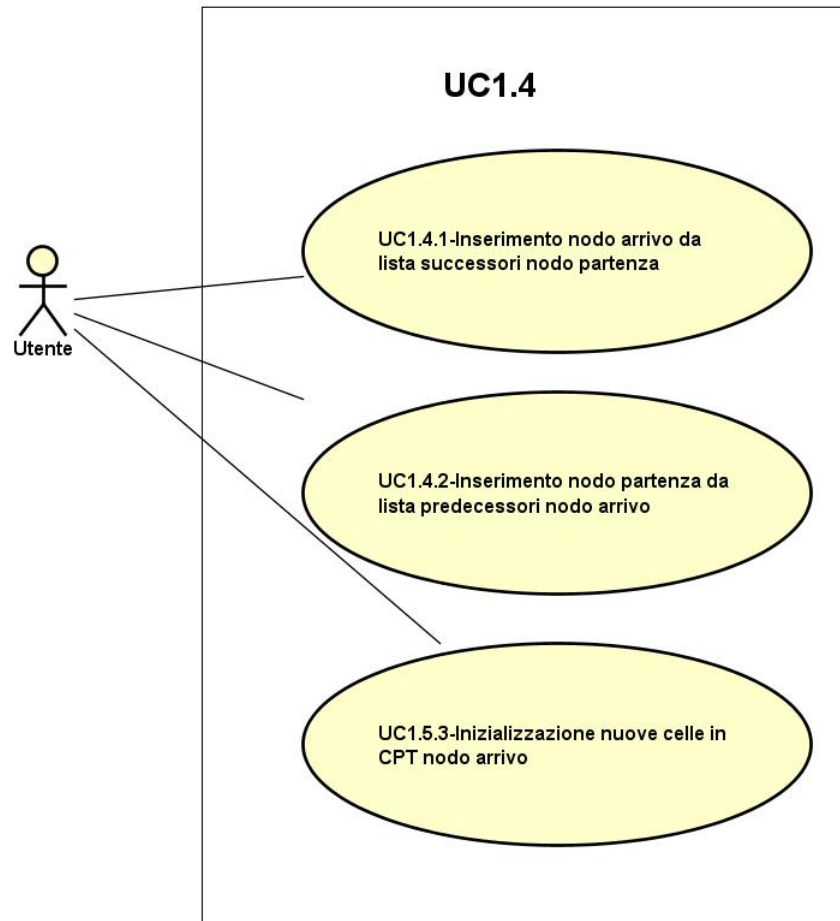 UC1.4
UC1.4.1-Inserimento nodo arrivo da
lista successori nodo partenza
Utente
UC1.4.2-Inserimento nodo partenza da
lista predecessori nodo arrivo
UC1.5.3-Inizializzazione nuove celle in
CPT nodo arrivo